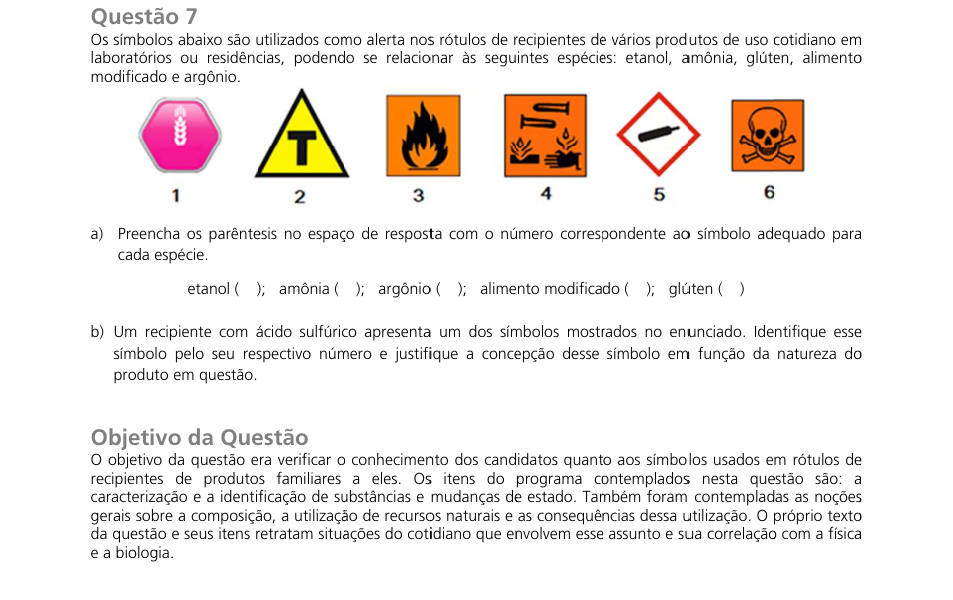 Questão 7
Os símbolos abaixo são utilizados como alerta nos rótulos de recipientes de vários produtos de uso cotidiano em
laboratórios ou residências, podendo se relacionar às seguintes espécies: etanol, amônia, glúten, alimento
modificado e argônio.
T
1 2 3 4 5 6
a) Preencha os parêntesis no espaço de resposta com o número correspondente ao símbolo adequado para
cada espécie.
etanol ( ); amônia ( ); argônio ( ); alimento modificado ( ); glúten ( )
b) Um recipiente com ácido sulfúrico apresenta um dos símbolos mostrados no enunciado. Identifique esse
símbolo pelo seu respectivo número e justifique a concepção desse símbolo em função da natureza do
produto em questão.
Objetivo da Questão
O objetivo da questão era verificar o conhecimento dos candidatos quanto aos símbolos usados em rótulos de
recipientes de produtos familiares a eles. Os itens do programa contemplados nesta questão são: a
caracterização e a identificação de substâncias e mudanças de estado. Também foram contempladas as noções
gerais sobre a composição, a utilização de recursos naturais e as consequências dessa utilização. O próprio texto
da questão e seus itens retratam situações do cotidiano que envolvem esse assunto e sua correlação com a física
e a biologia.